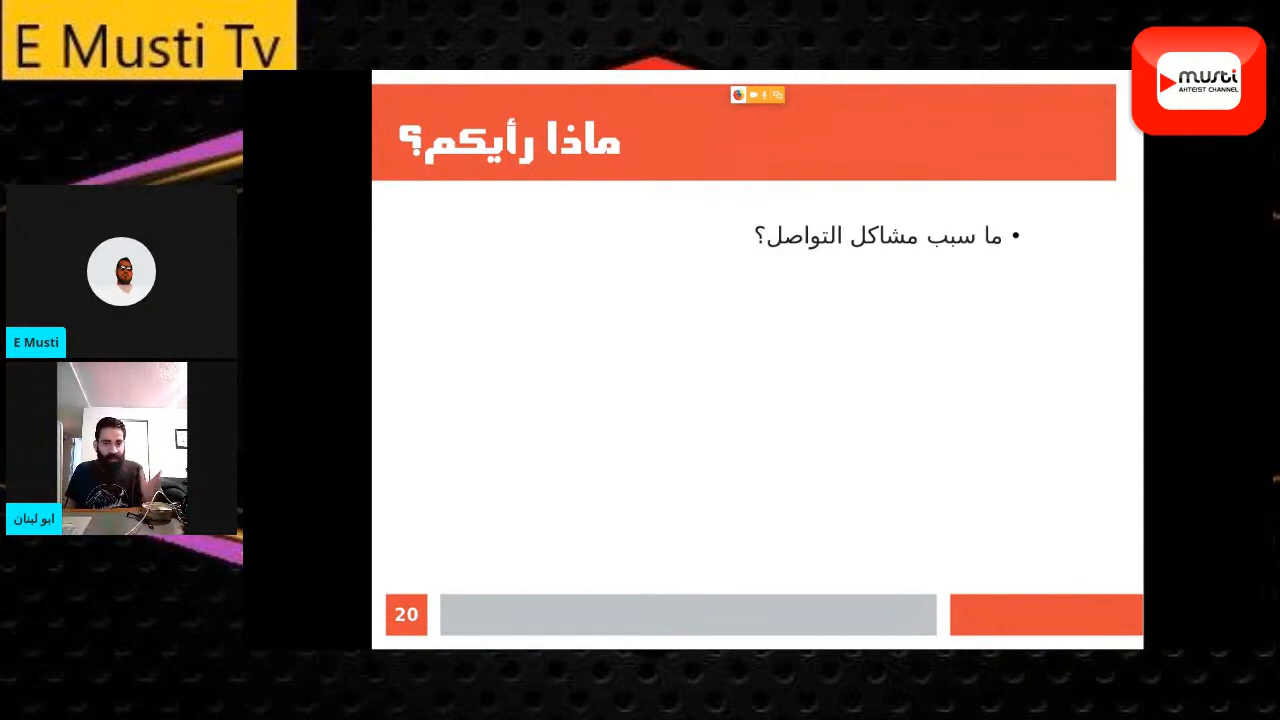 E Musti Tv
musti
AHTEIST CHANNEL
ماذا رأيكم؟
• ما سبب مشاكل التواصل؟
E Musti
ابو لبنان
20